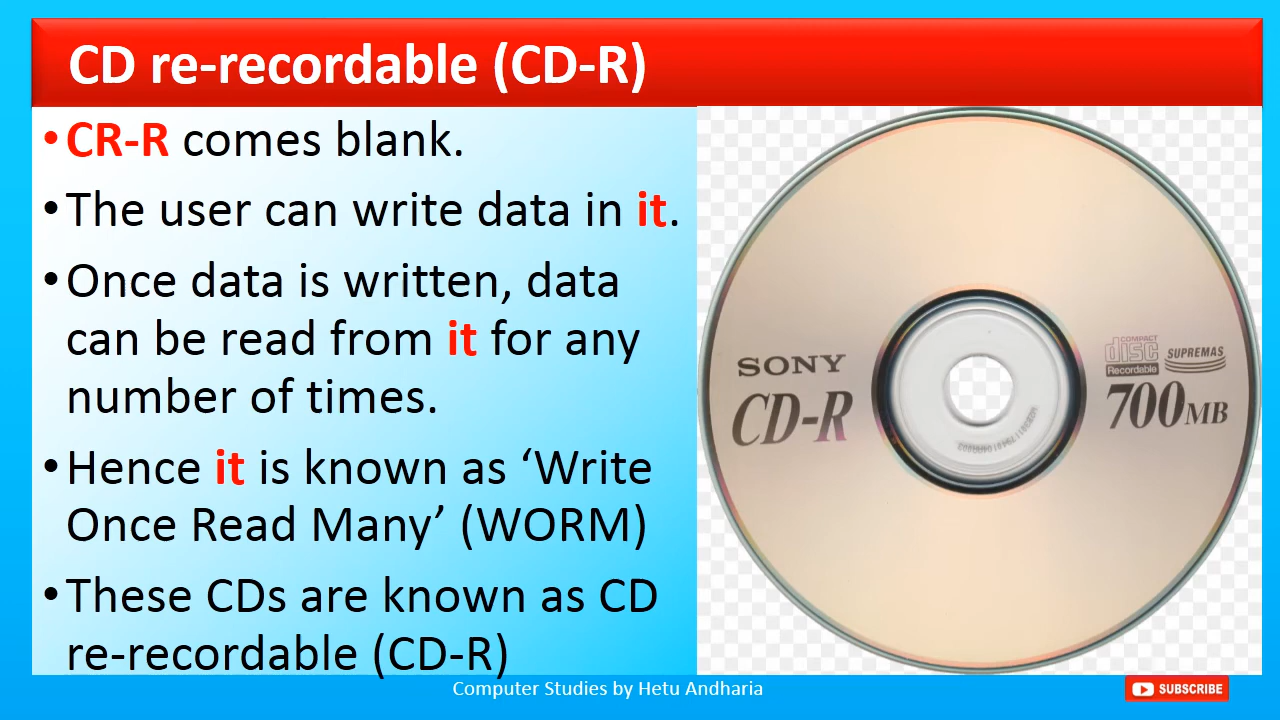 CD re-recordable (CD-R)
• CR-R comes blank.
• The user can write data in it.
• Once data is written, data
can be read from it for any
number of times.
• Hence it is known as ‘Write
Once Read Many’ (WORM)
• These CDs are known as CD
re-recordable (CD-R)
SONY
CD-R
COMPACT
disc
Recordable
SUPREMAS
700MB
Computer Studies by Hetu Andharia
SUBSCRIBE